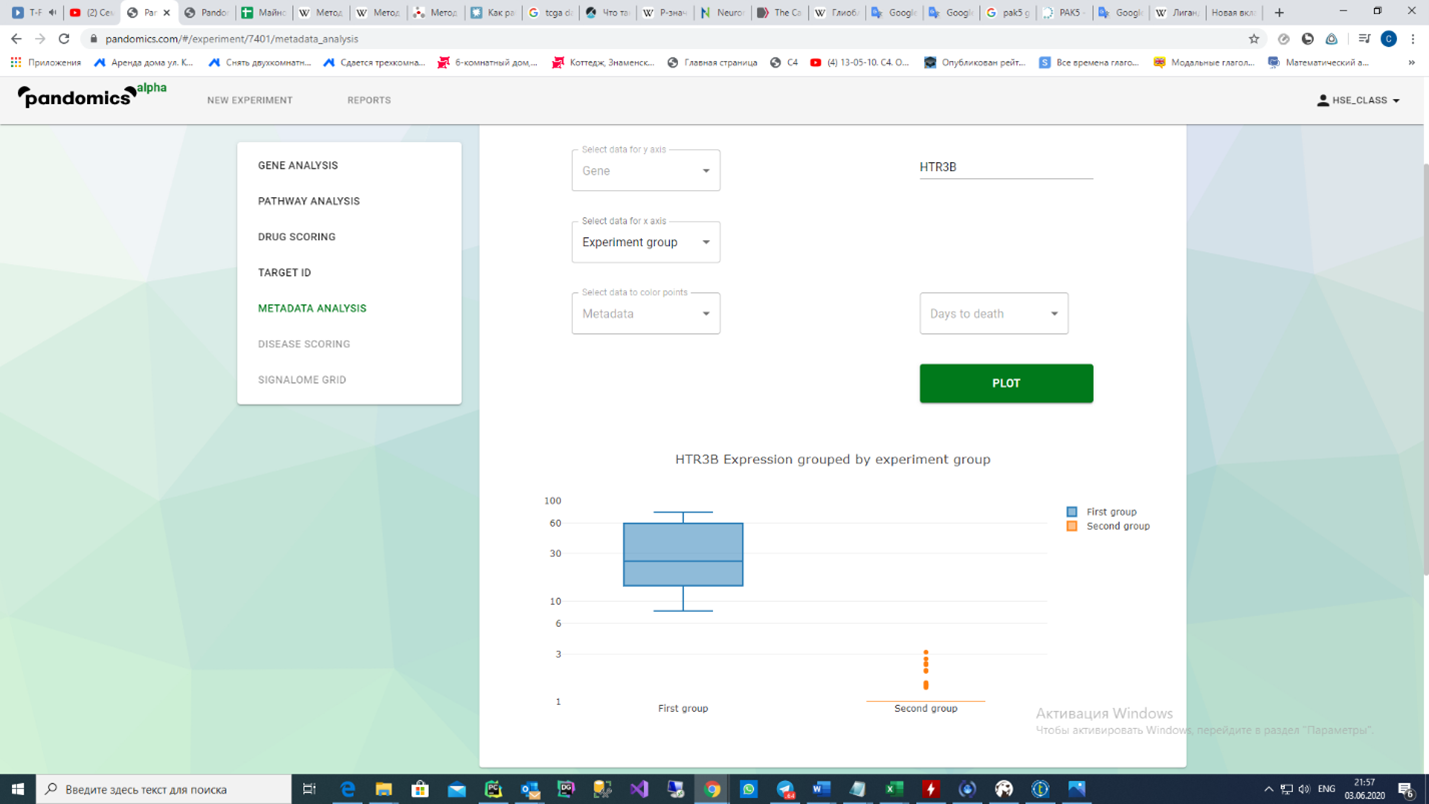 T-F
(2) Сем
Par
Pando
Майнс
Метод
Метод
Метод
Как ра
tcga da
Что та
P-знач
Neuro
The Ca
Глиоб
Google
Google
pak5 g
PAK5 -
Google
Лиган
Новая вкл
pandomics.com/#/experiment/7401/metadata_analysis
Приложения
Аренда дома ул. К...
Снять двухкомнатн...
Сдается трехкомна...
6-комнатный дом,...
Коттедж, Знаменск...
Главная страница
C4
(4) 13-05-10. C4. О...
Опубликован рейт...
Все времена глаго...
Модальные глагол...
Математический а...
pandomics alpha
NEW EXPERIMENT
REPORTS
HSE_CLASS
GENE ANALYSIS
PATHWAY ANALYSIS
DRUG SCORING
TARGET ID
METADATA ANALYSIS
DISEASE SCORING
SIGNALOME GRID
Select data for y axis
Gene
HTR3B
Select data for x axis
Experiment group
Select data to color points
Metadata
Days to death
PLOT
HTR3B Expression grouped by experiment group
100
60
30
10
6
3
1
First group
Second group
First group
Second group
Активация Windows
Чтобы активировать Windows, перейдите в раздел "Параметры".
Введите здесь текст для поиска
ENG
21:57
03.06.2020